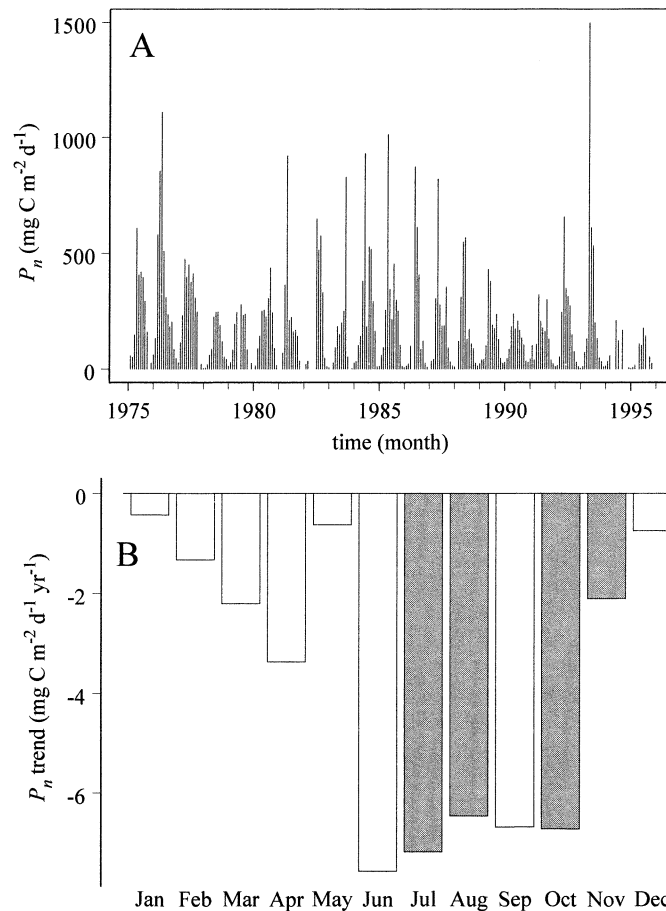 1500
A
1000
500
0
P_n (mg C m^-2 d^-1)
1975 1980 1985 1990 1995
time (month)
0
B
-2
-4
-6
P_n trend (mg C m^-2 d^-1 yr^-1)
Jan Feb Mar Apr May Jun Jul Aug Sep Oct Nov Dec